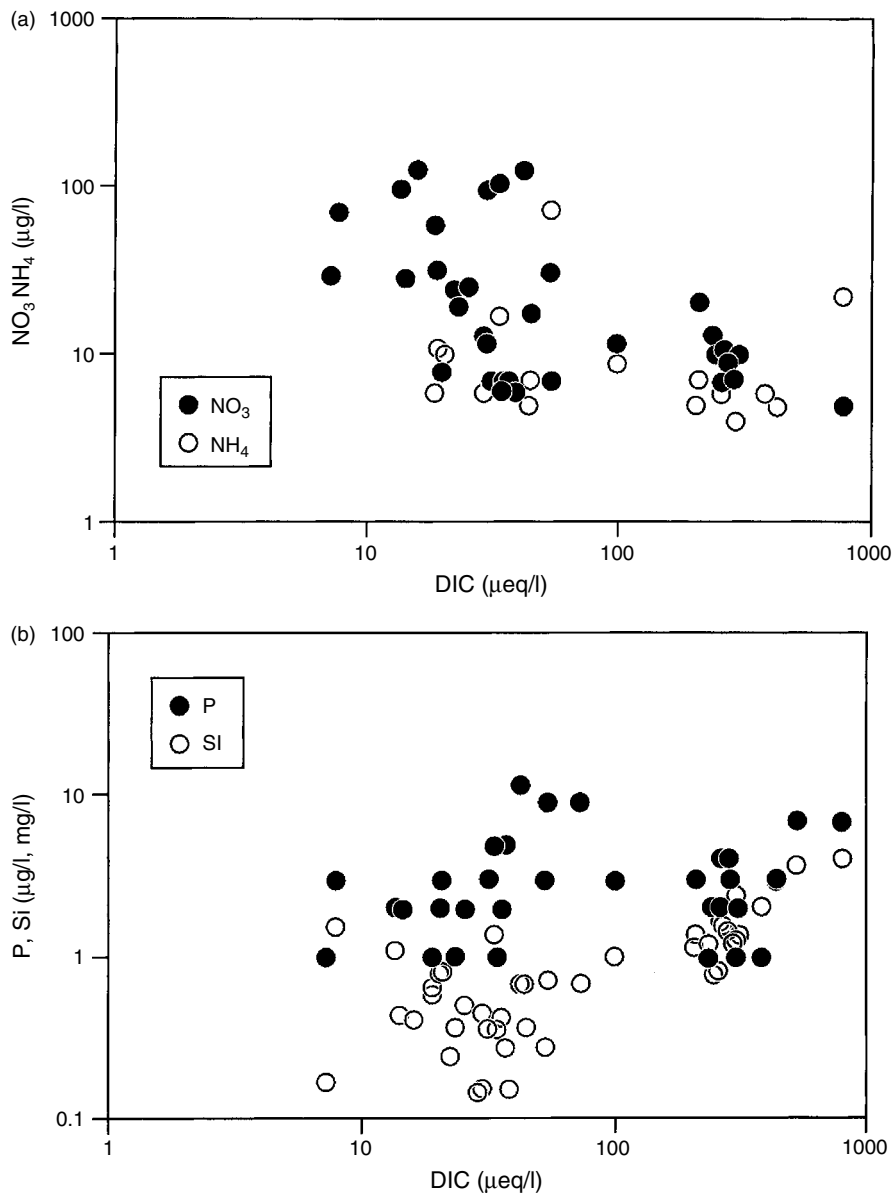 (a)
1000
100
10
1
NO₃ NH₄ (μg/l)
NO₃
NH₄
1 10 100 1000
DIC (μeq/l)
(b)
100
10
1
0.1
P, Si (μg/l, mg/l)
P
SI
1 10 100 1000
DIC (μeq/l)